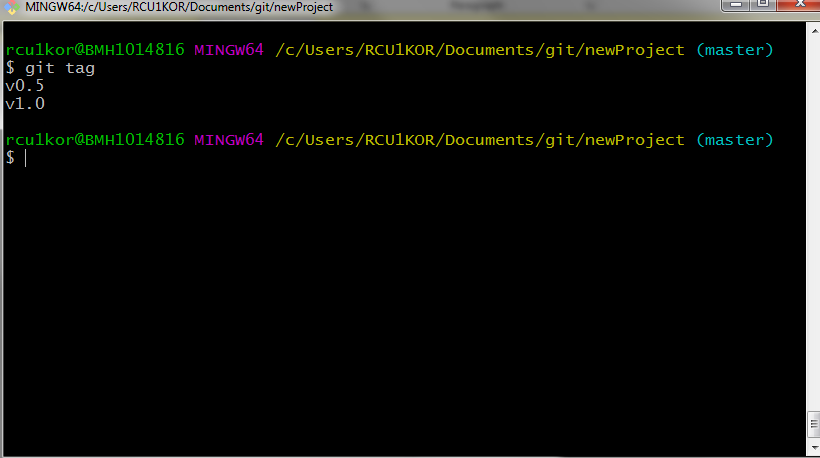 MINGW64:/c/Users/RCU1KOR/Documents/git/newProject
rcu1kor@BMH1014816 MINGW64 /c/Users/RCU1KOR/Documents/git/newProject (master)
$ git tag
v0.5
v1.0
rcu1kor@BMH1014816 MINGW64 /c/Users/RCU1KOR/Documents/git/newProject (master)
$